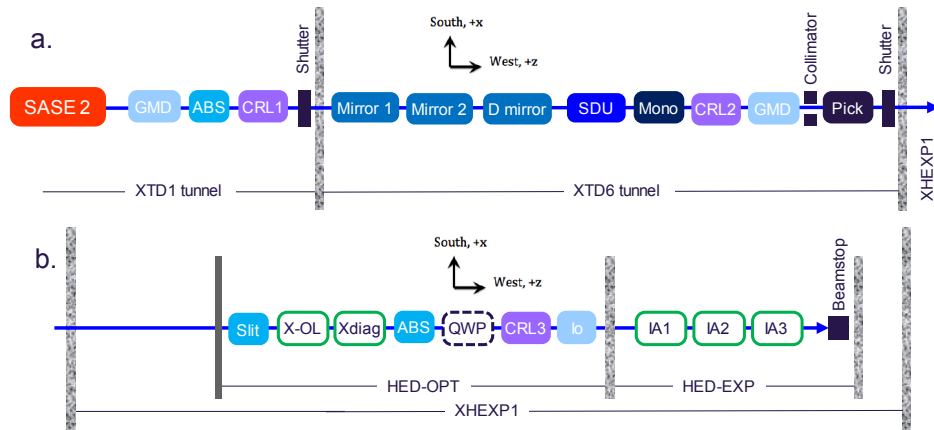 a.
South, +x
West, +z
Shutter
Collimator
Shutter
SASE 2
GMD
ABS
CRL1
Mirror 1
Mirror 2
D mirror
SDU
Mono
CRL2
GMD
Pick
XHEXP1
XTD1 tunnel
XTD6 tunnel
b.
South, +x
West, +z
Beamstop
Slit
X-OL
Xdiag
ABS
QWP
CRL3
Io
IA1
IA2
IA3
HED-OPT
HED-EXP
XHEXP1